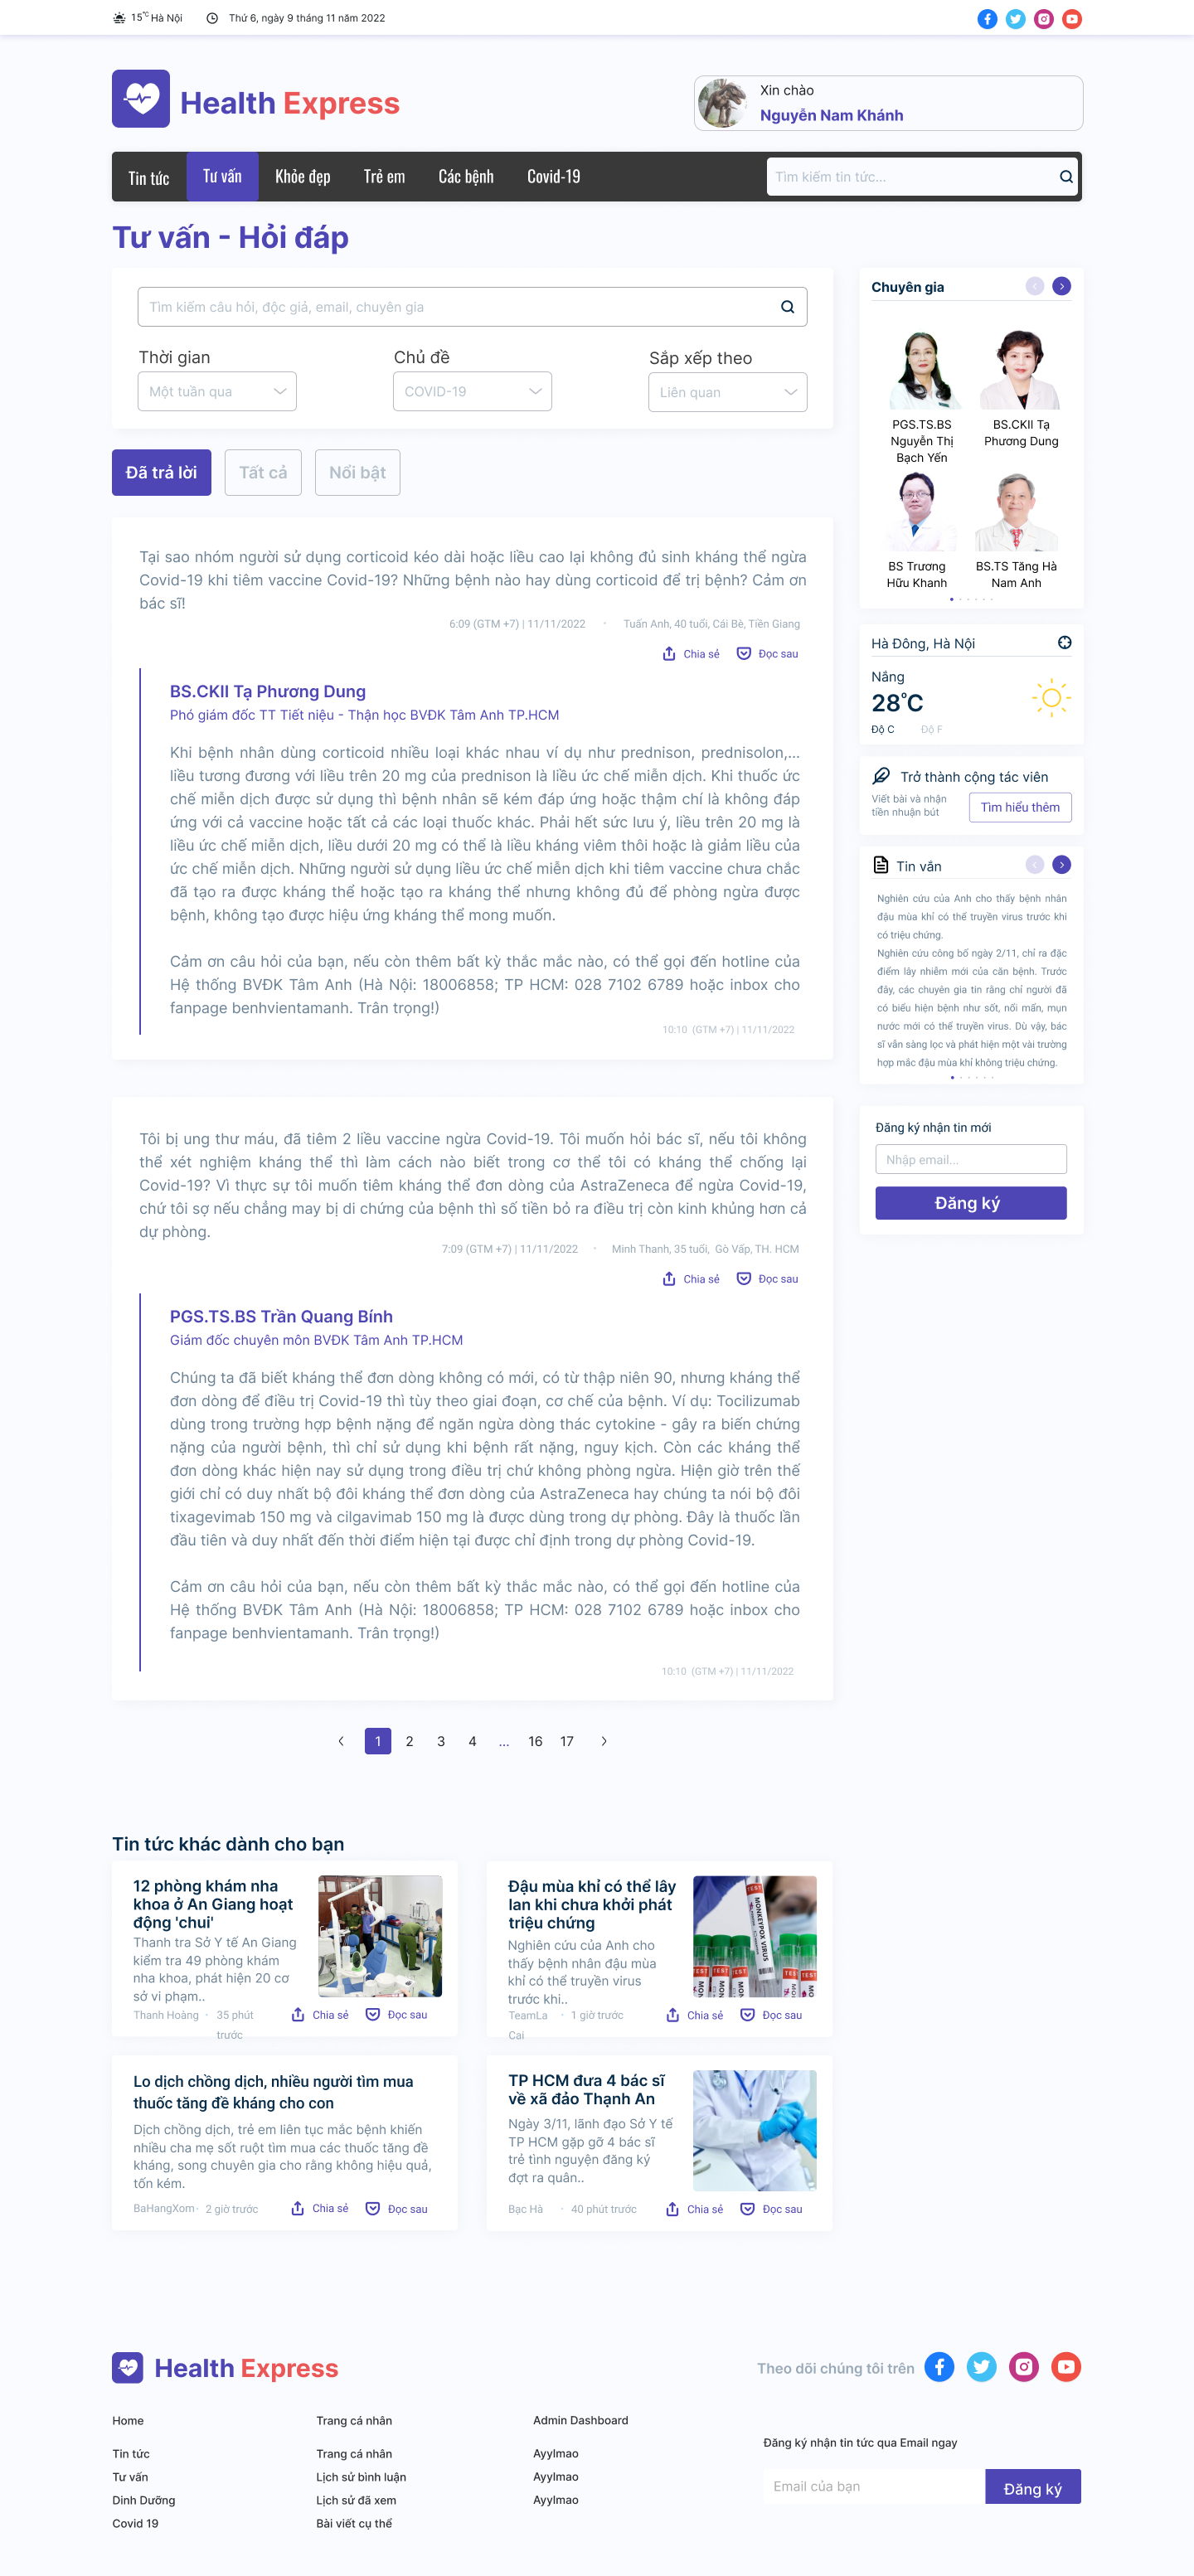 15°C Hà Nội
Thứ 6, ngày 9 tháng 11 năm 2022
Health Express
Xin chào
Nguyễn Nam Khánh
Tin tức
Tư vấn
Khỏe đẹp
Trẻ em
Các bệnh
Covid-19
Tìm kiếm tin tức...
Tư vấn - Hỏi đáp
Tìm kiếm câu hỏi, độc giả, email, chuyên gia
Thời gian
Chủ đề
Sắp xếp theo
Một tuần qua
COVID-19
Liên quan
Đã trả lời
Tất cả
Nổi bật
Tại sao nhóm người sử dụng corticoid kéo dài hoặc liều cao lại không đủ sinh kháng thể ngừa
Covid-19 khi tiêm vaccine Covid-19? Những bệnh nào hay dùng corticoid để trị bệnh? Cảm ơn
bác sĩ!
6:09 (GTM +7) | 11/11/2022 · Tuấn Anh, 40 tuổi, Cái Bè, Tiền Giang
Chia sẻ
Đọc sau
BS.CKII Tạ Phương Dung
Phó giám đốc TT Tiết niệu - Thận học BVĐK Tâm Anh TP.HCM
Khi bệnh nhân dùng corticoid nhiều loại khác nhau ví dụ như prednison, prednisolon,...
liều tương đương với liều trên 20 mg của prednison là liều ức chế miễn dịch. Khi thuốc ức
chế miễn dịch được sử dụng thì bệnh nhân sẽ kém đáp ứng hoặc thậm chí là không đáp
ứng với cả vaccine hoặc tất cả các loại thuốc khác. Phải hết sức lưu ý, liều trên 20 mg là
liều ức chế miễn dịch, liều dưới 20 mg có thể là liều kháng viêm thôi hoặc là giảm liều của
ức chế miễn dịch. Những người sử dụng liều ức chế miễn dịch khi tiêm vaccine chưa chắc
đã tạo ra được kháng thể hoặc tạo ra kháng thể nhưng không đủ để phòng ngừa được
bệnh, không tạo được hiệu ứng kháng thể mong muốn.
Cảm ơn câu hỏi của bạn, nếu còn thêm bất kỳ thắc mắc nào, có thể gọi đến hotline của
Hệ thống BVĐK Tâm Anh (Hà Nội: 18006858; TP HCM: 028 7102 6789 hoặc inbox cho
fanpage benhvientamanh. Trân trọng!)
10:10 (GTM +7) | 11/11/2022
Tôi bị ung thư máu, đã tiêm 2 liều vaccine ngừa Covid-19. Tôi muốn hỏi bác sĩ, nếu tôi không
thể xét nghiệm kháng thể thì làm cách nào biết trong cơ thể tôi có kháng thể chống lại
Covid-19? Vì thực sự tôi muốn tiêm kháng thể đơn dòng của AstraZeneca để ngừa Covid-19,
chứ tôi sợ nếu chẳng may bị di chứng của bệnh thì số tiền bỏ ra điều trị còn kinh khủng hơn cả
dự phòng.
7:09 (GTM +7) | 11/11/2022 · Minh Thanh, 35 tuổi, Gò Vấp, TH. HCM
Chia sẻ
Đọc sau
PGS.TS.BS Trần Quang Bính
Giám đốc chuyên môn BVĐK Tâm Anh TP.HCM
Chúng ta đã biết kháng thể đơn dòng không có mới, có từ thập niên 90, nhưng kháng thể
đơn dòng để điều trị Covid-19 thì tùy theo giai đoạn, cơ chế của bệnh. Ví dụ: Tocilizumab
dùng trong trường hợp bệnh nặng để ngăn ngừa dòng thác cytokine - gây ra biến chứng
nặng của người bệnh, thì chỉ sử dụng khi bệnh rất nặng, nguy kịch. Còn các kháng thể
đơn dòng khác hiện nay sử dụng trong điều trị chứ không phòng ngừa. Hiện giờ trên thế
giới chỉ có duy nhất bộ đôi kháng thể đơn dòng của AstraZeneca hay chúng ta nói bộ đôi
tixagevimab 150 mg và cilgavimab 150 mg là được dùng trong dự phòng. Đây là thuốc lần
đầu tiên và duy nhất đến thời điểm hiện tại được chỉ định trong dự phòng Covid-19.
Cảm ơn câu hỏi của bạn, nếu còn thêm bất kỳ thắc mắc nào, có thể gọi đến hotline của
Hệ thống BVĐK Tâm Anh (Hà Nội: 18006858; TP HCM: 028 7102 6789 hoặc inbox cho
fanpage benhvientamanh. Trân trọng!)
10:10 (GTM +7) | 11/11/2022
1 2 3 4 ... 16 17
Chuyên gia
PGS.TS.BS
Nguyễn Thị
Bạch Yến
BS.CKII Tạ
Phương Dung
BS Trương
Hữu Khanh
BS.TS Tăng Hà
Nam Anh
Hà Đông, Hà Nội
Nắng
28°C
Độ C
Độ F
Trở thành cộng tác viên
Viết bài và nhận
tiền nhuận bút
Tìm hiểu thêm
Tin vắn
Nghiên cứu của Anh cho thấy bệnh nhân
đậu mùa khỉ có thể truyền virus trước khi
có triệu chứng.
Nghiên cứu công bố ngày 2/11, chỉ ra đặc
điểm lây nhiễm mới của căn bệnh. Trước
đây, các chuyên gia tin rằng chỉ người đã
có biểu hiện bệnh như sốt, nổi mẩn, mụn
nước mới có thể truyền virus. Dù vậy, bác
sĩ vẫn sàng lọc và phát hiện một vài trường
hợp mắc đậu mùa khỉ không triệu chứng.
Đăng ký nhận tin mới
Nhập email...
Đăng ký
Tin tức khác dành cho bạn
12 phòng khám nha
khoa ở An Giang hoạt
động 'chui'
Thanh tra Sở Y tế An Giang
kiểm tra 49 phòng khám
nha khoa, phát hiện 20 cơ
sở vi phạm..
Thanh Hoàng · 35 phút
trước
Chia sẻ
Đọc sau
Đậu mùa khỉ có thể lây
lan khi chưa khởi phát
triệu chứng
Nghiên cứu của Anh cho
thấy bệnh nhân đậu mùa
khỉ có thể truyền virus
trước khi..
TeamLa · 1 giờ trước
Cai
Chia sẻ
Đọc sau
MONKEYPOX VIRUS
TEST
TEST
TEST
TEST
TEST
Lo dịch chồng dịch, nhiều người tìm mua
thuốc tăng đề kháng cho con
Dịch chồng dịch, trẻ em liên tục mắc bệnh khiến
nhiều cha mẹ sốt ruột tìm mua các thuốc tăng đề
kháng, song chuyên gia cho rằng không hiệu quả,
tốn kém.
BaHangXom · 2 giờ trước
Chia sẻ
Đọc sau
TP HCM đưa 4 bác sĩ
về xã đảo Thạnh An
Ngày 3/11, lãnh đạo Sở Y tế
TP HCM gặp gỡ 4 bác sĩ
trẻ tình nguyện đăng ký
đợt ra quân..
Bạc Hà · 40 phút trước
Chia sẻ
Đọc sau
Health Express
Theo dõi chúng tôi trên
Home
Tin tức
Tư vấn
Dinh Dưỡng
Covid 19
Trang cá nhân
Trang cá nhân
Lịch sử bình luận
Lịch sử đã xem
Bài viết cụ thể
Admin Dashboard
Ayylmao
Ayylmao
Ayylmao
Đăng ký nhận tin tức qua Email ngay
Email của bạn
Đăng ký